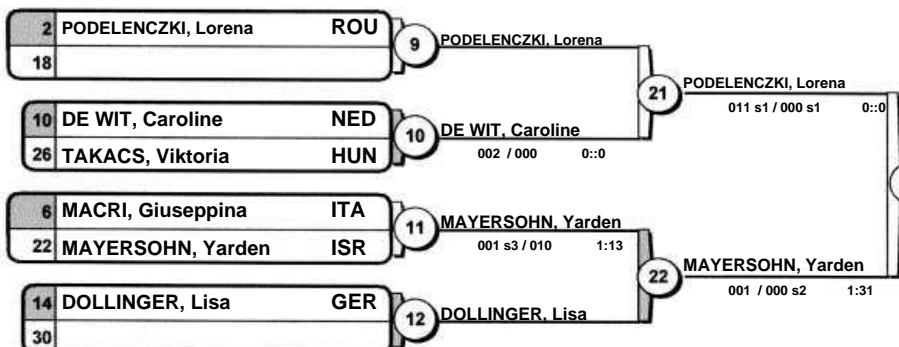 2 PODELENCZKI, Lorena ROU
18
9 PODELENCZKI, Lorena
10 DE WIT, Caroline NED
26 TAKACS, Viktoria HUN
10 DE WIT, Caroline
002 / 000 0::0
21 PODELENCZKI, Lorena
011 s1 / 000 s1 0::0
6 MACRI, Giuseppina ITA
22 MAYERSOHN, Yarden ISR
11 MAYERSOHN, Yarden
001 s3 / 010 1:13
14 DOLLINGER, Lisa GER
30
12 DOLLINGER, Lisa
22 MAYERSOHN, Yarden
001 / 000 s2 1:31